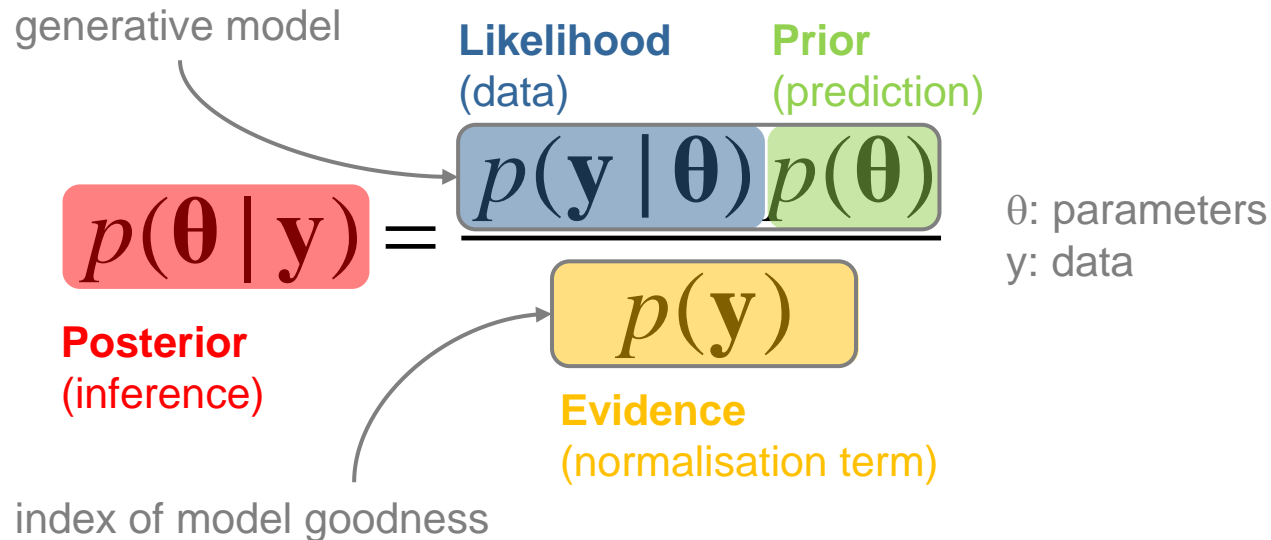 generative model
Likelihood
(data)
Prior
(prediction)
p(θ | y) = p(y | θ) p(θ)
p(y)
θ: parameters
y: data
Posterior
(inference)
Evidence
(normalisation term)
index of model goodness